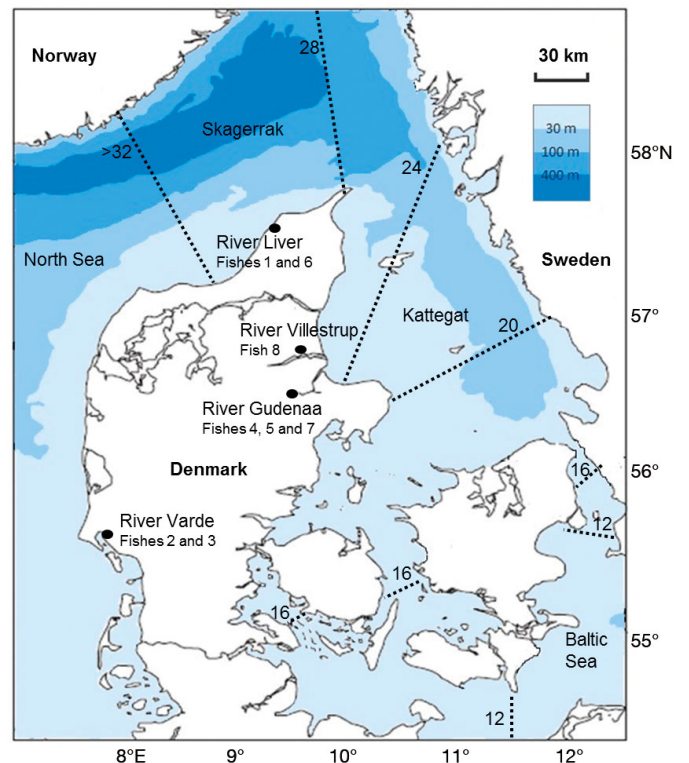 Norway
28
30 km
Skagerrak
30 m
100 m
400 m
>32
24
58°N
River Liver
Fishes 1 and 6
North Sea
Sweden
Kattegat
57°
20
River Villestrup
Fish 8
River Gudenaa
Fishes 4, 5 and 7
Denmark
56°
16
River Varde
Fishes 2 and 3
12
16
16
Baltic
Sea
55°
12
8°E
9°
10°
11°
12°